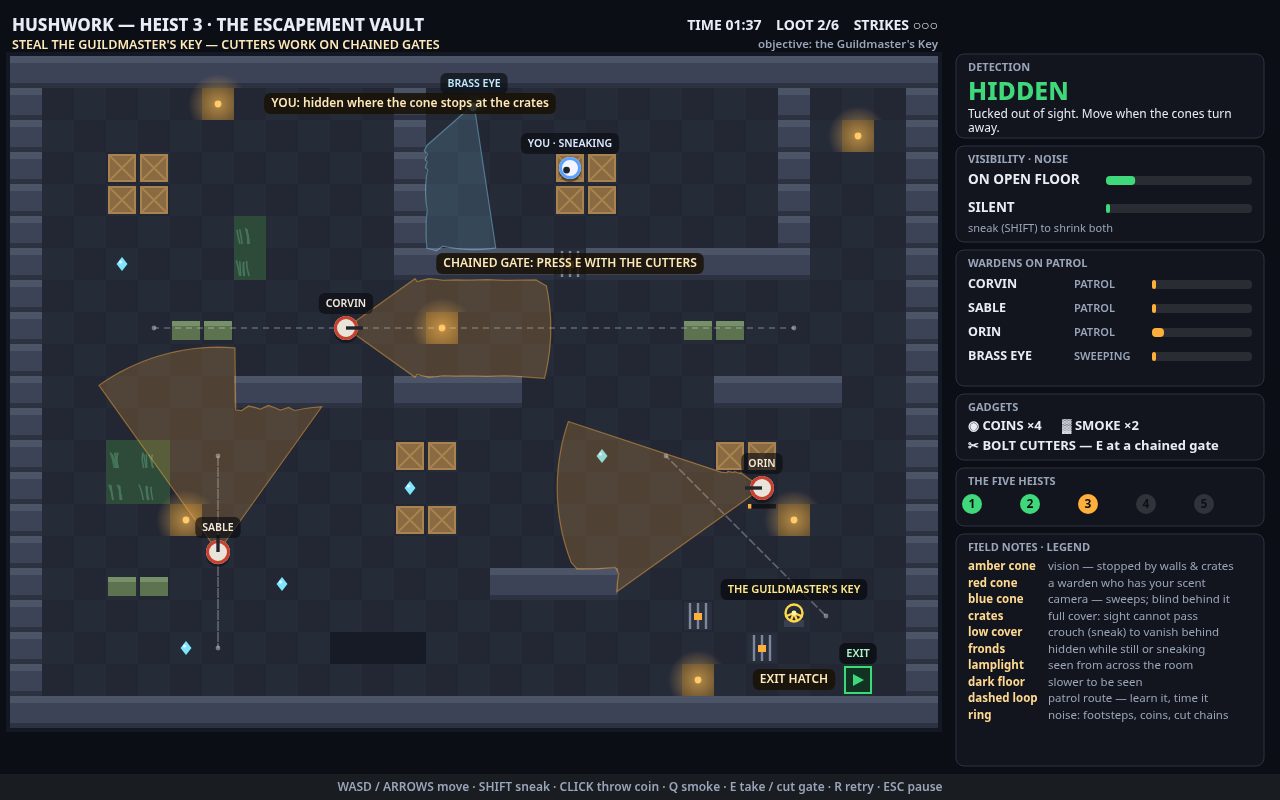 HUSHWORK — HEIST 3 · THE ESCAPEMENT VAULT
STEAL THE GUILDMASTER'S KEY — CUTTERS WORK ON CHAINED GATES
TIME 01:37 LOOT 2/6 STRIKES ○○○
objective: the Guildmaster's Key
BRASS EYE
YOU: hidden where the cone stops at the crates
YOU · SNEAKING
CHAINED GATE: PRESS E WITH THE CUTTERS
CORVIN
ORIN
SABLE
THE GUILDMASTER'S KEY
EXIT
EXIT HATCH
DETECTION
HIDDEN
Tucked out of sight. Move when the cones turn
away.
VISIBILITY · NOISE
ON OPEN FLOOR
SILENT
sneak (SHIFT) to shrink both
WARDENS ON PATROL
CORVIN PATROL
SABLE PATROL
ORIN PATROL
BRASS EYE SWEEPING
GADGETS
◉ COINS ×4 ▓ SMOKE ×2
✂ BOLT CUTTERS — E at a chained gate
THE FIVE HEISTS
1 2 3 4 5
FIELD NOTES · LEGEND
amber cone vision — stopped by walls & crates
red cone a warden who has your scent
blue cone camera — sweeps; blind behind it
crates full cover: sight cannot pass
low cover crouch (sneak) to vanish behind
fronds hidden while still or sneaking
lamplight seen from across the room
dark floor slower to be seen
dashed loop patrol route — learn it, time it
ring noise: footsteps, coins, cut chains
WASD / ARROWS move · SHIFT sneak · CLICK throw coin · Q smoke · E take / cut gate · R retry · ESC pause